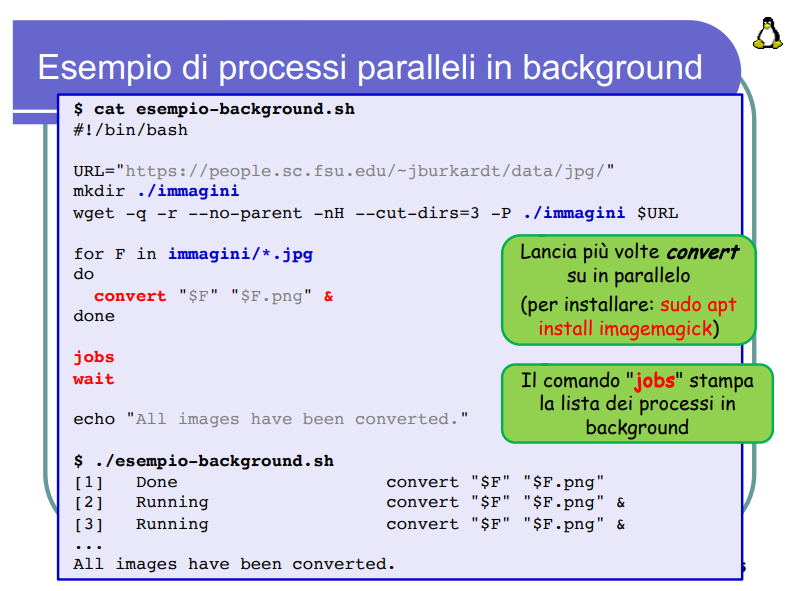 Esempio di processi paralleli in background
$ cat esempio-background.sh
#!/bin/bash
URL="https://people.sc.fsu.edu/~jburkardt/data/jpg/"
mkdir ./immagini
wget -q -r --no-parent -nH --cut-dirs=3 -P ./immagini $URL
for F in immagini/*.jpg
do
convert "$F" "$F.png" &
done
jobs
wait
echo "All images have been converted."
$ ./esempio-background.sh
[1] Done convert "$F" "$F.png"
[2] Running convert "$F" "$F.png" &
[3] Running convert "$F" "$F.png" &
...
All images have been converted.
Lancia più volte convert
su in parallelo
(per installare: sudo apt
install imagemagick)
Il comando "jobs" stampa
la lista dei processi in
background